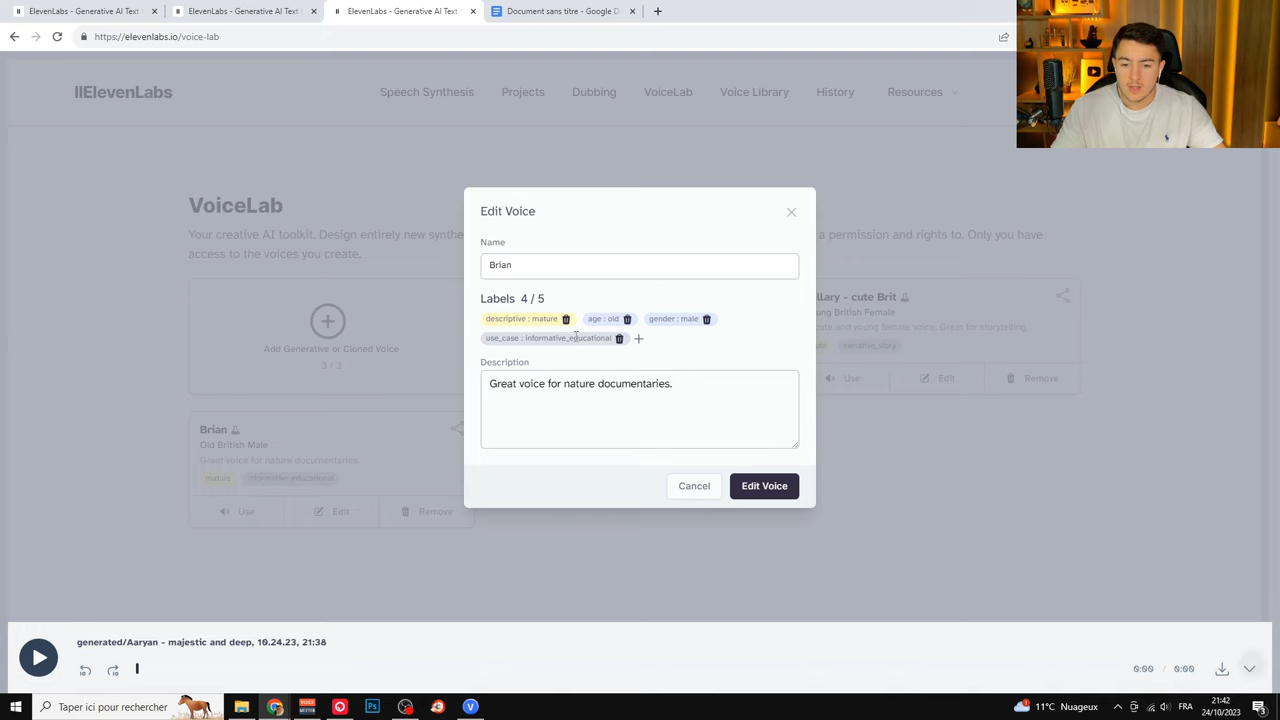 ElevenLabs - Generative AI Text
ElevenLabs - Generative AI Text
ElevenLabs - Generative AI Text
Document sans titre - Google D
https://elevenlabs.io/voice-lab
IIElevenLabs
Speech Synthesis
Projects
Dubbing
VoiceLab
Voice Library
History
Resources
VoiceLab
Your creative AI toolkit. Design entirely new synthe
a permission and rights to. Only you have
access to the voices you create.
Add Generative or Cloned Voice
3 / 3
llary - cute Brit
ung British Female
cute and young female voice. Great for storytelling,
narrative_story
Use
Edit
Remove
Brian
Old British Male
Great voice for nature documentaries.
mature
informative_educational
Use
Edit
Remove
Edit Voice
Name
Brian
Labels 4 / 5
descriptive : mature
age : old
gender : male
use_case : informative_educational
Description
Great voice for nature documentaries.
Cancel
Edit Voice
generated/Aaryan - majestic and deep, 10.24.23, 21:38
10
10
0:00 / 0:00
Taper ici pour rechercher
Ps
V
11°C Nuageux
FRA
21:42
24/10/2023
3